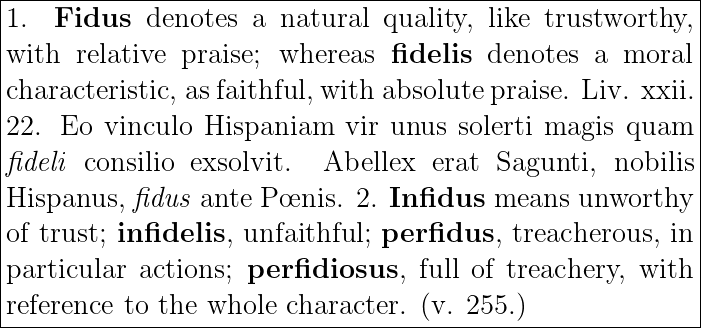 1. Fidus denotes a natural quality, like trustworthy,
with relative praise; whereas fidelis denotes a moral
characteristic, as faithful, with absolute praise. Liv. xxii.
22. Eo vinculo Hispaniam vir unus solerti magis quam
fideli consilio exsolvit. Abellex erat Sagunti, nobilis
Hispanus, fidus ante Pœnis. 2. Infidus means unworthy
of trust; infidelis, unfaithful; perfidus, treacherous, in
particular actions; perfidiosus, full of treachery, with
reference to the whole character. (v. 255.)